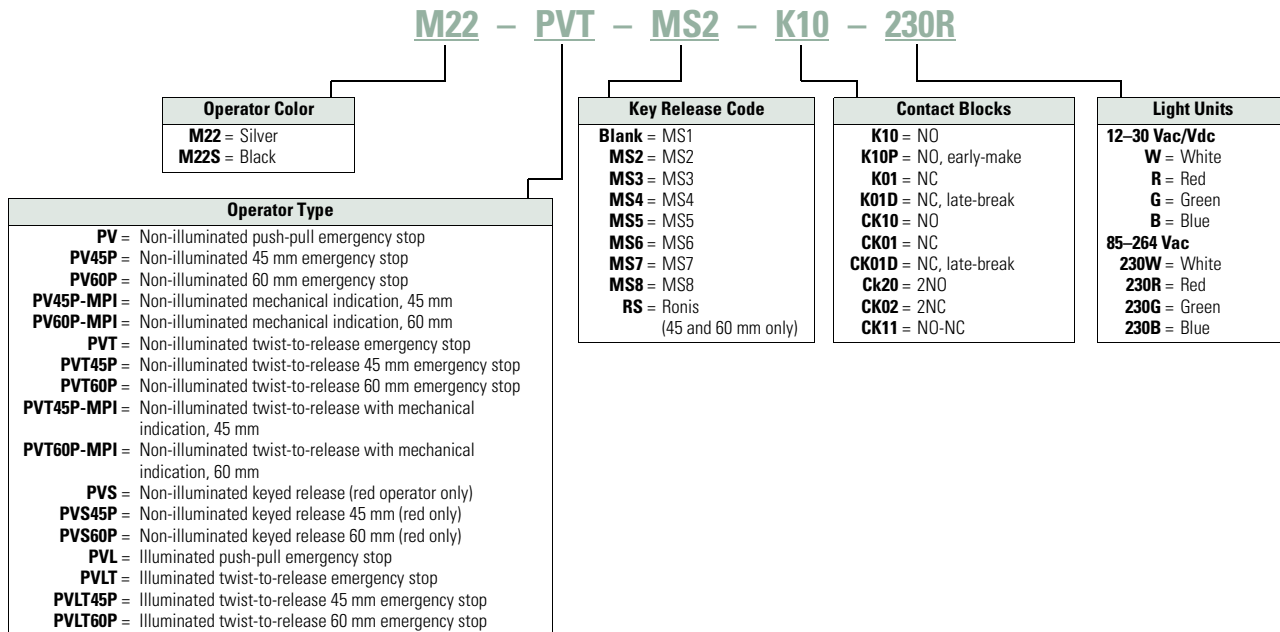 M22 – PVT – MS2 – K10 – 230R
Operator Color
M22 = Silver
M22S = Black
Operator Type
PV = Non-illuminated push-pull emergency stop
PV45P = Non-illuminated 45 mm emergency stop
PV60P = Non-illuminated 60 mm emergency stop
PV45P-MPI = Non-illuminated mechanical indication, 45 mm
PV60P-MPI = Non-illuminated mechanical indication, 60 mm
PVT = Non-illuminated twist-to-release emergency stop
PVT45P = Non-illuminated twist-to-release 45 mm emergency stop
PVT60P = Non-illuminated twist-to-release 60 mm emergency stop
PVT45P-MPI = Non-illuminated twist-to-release with mechanical
indication, 45 mm
PVT60P-MPI = Non-illuminated twist-to-release with mechanical
indication, 60 mm
PVS = Non-illuminated keyed release (red operator only)
PVS45P = Non-illuminated keyed release 45 mm (red only)
PVS60P = Non-illuminated keyed release 60 mm (red only)
PVL = Illuminated push-pull emergency stop
PVLT = Illuminated twist-to-release emergency stop
PVLT45P = Illuminated twist-to-release 45 mm emergency stop
PVLT60P = Illuminated twist-to-release 60 mm emergency stop
Key Release Code
Blank = MS1
MS2 = MS2
MS3 = MS3
MS4 = MS4
MS5 = MS5
MS6 = MS6
MS7 = MS7
MS8 = MS8
RS = Ronis
(45 and 60 mm only)
Contact Blocks
K10 = NO
K10P = NO, early-make
K01 = NC
K01D = NC, late-break
CK10 = NO
CK01 = NC
CK01D = NC, late-break
Ck20 = 2NO
CK02 = 2NC
CK11 = NO-NC
Light Units
12–30 Vac/Vdc
W = White
R = Red
G = Green
B = Blue
85–264 Vac
230W = White
230R = Red
230G = Green
230B = Blue